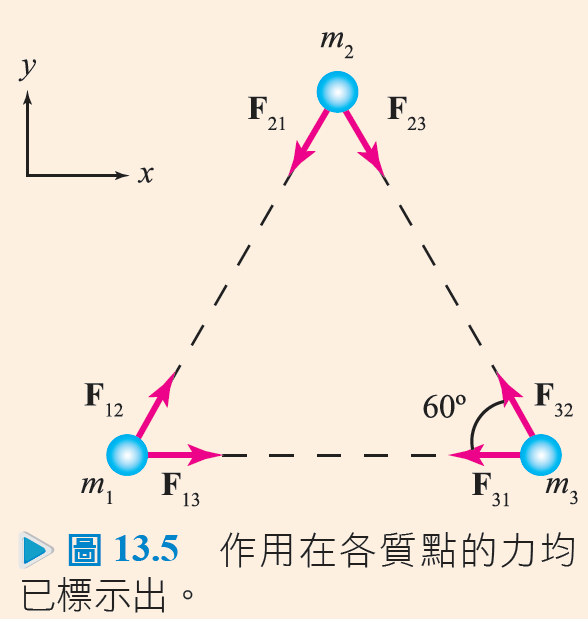 m₂
y
F₂₁ F₂₃
x
F₁₂ 60º F₃₂
m₁ F₁₃ F₃₁ m₃
圖 13.5 作用在各質點的力均
已標示出。